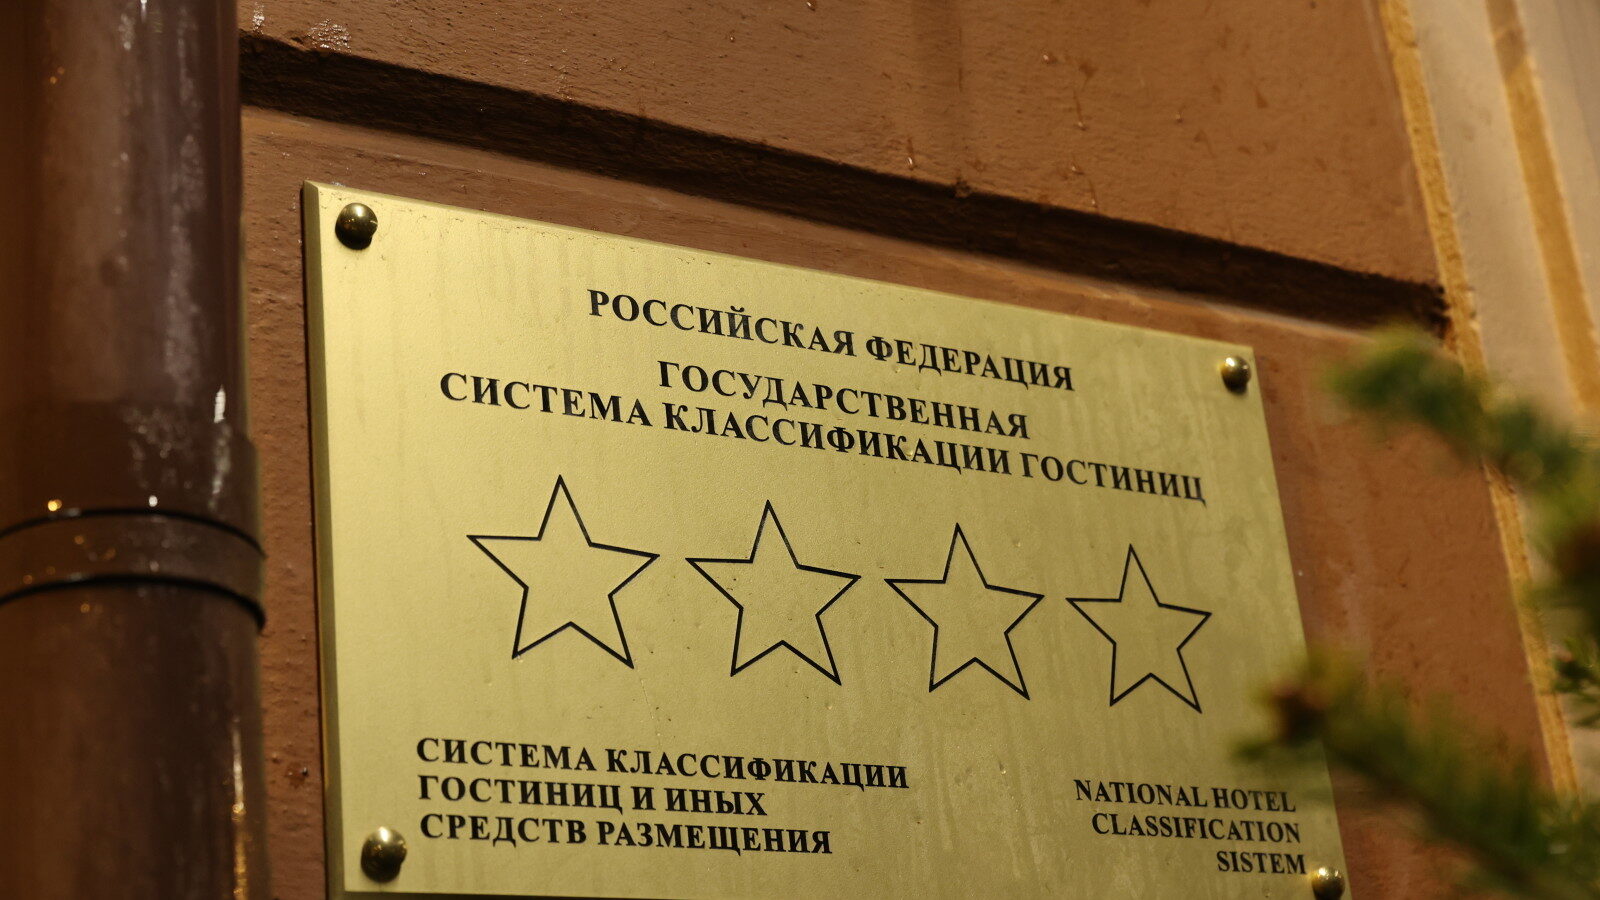 РОССИЙСКАЯ ФЕДЕРАЦИЯ
ГОСУДАРСТВЕННАЯ
СИСТЕМА КЛАССИФИКАЦИИ ГОСТИНИЦ
СИСТЕМА КЛАССИФИКАЦИИ
ГОСТИНИЦ И ИНЫХ
СРЕДСТВ РАЗМЕЩЕНИЯ
NATIONAL HOTEL
CLASSIFICATION
SISTEM